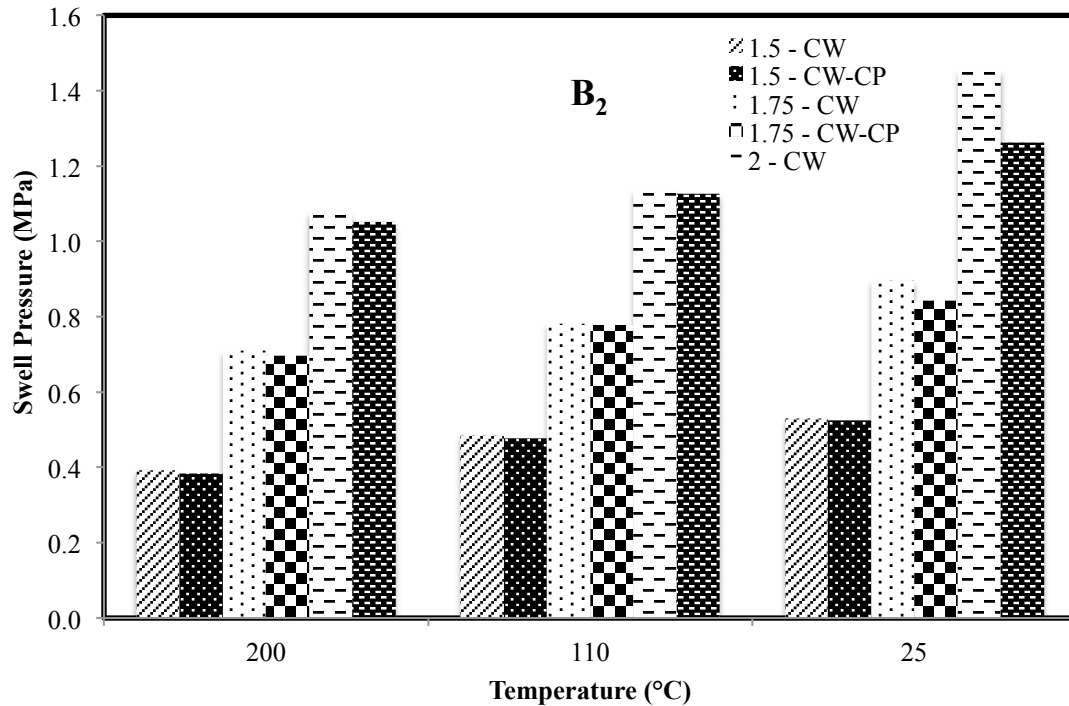 1.6
1.4
1.2
1.0
0.8
0.6
0.4
0.2
0.0
Swell Pressure (MPa)
B2
1.5 - CW
1.5 - CW-CP
1.75 - CW
1.75 - CW-CP
2 - CW
200 110 25
Temperature (°C)